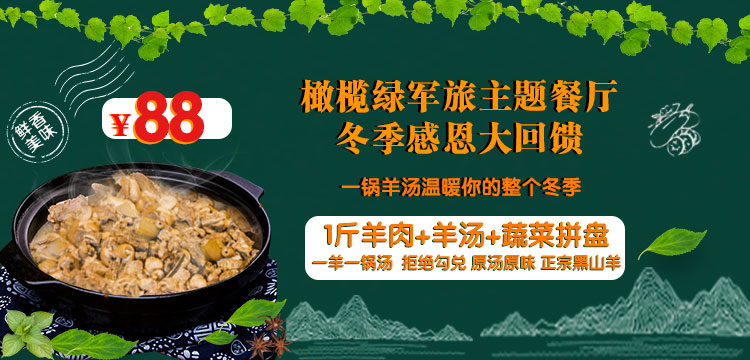 ¥88
鲜香味美
橄榄绿军旅主题餐厅
冬季感恩大回馈
一锅羊汤温暖你的整个冬季
1斤羊肉+羊汤+蔬菜拼盘
一羊一锅汤 拒绝勾兑 原汤原味 正宗黑山羊